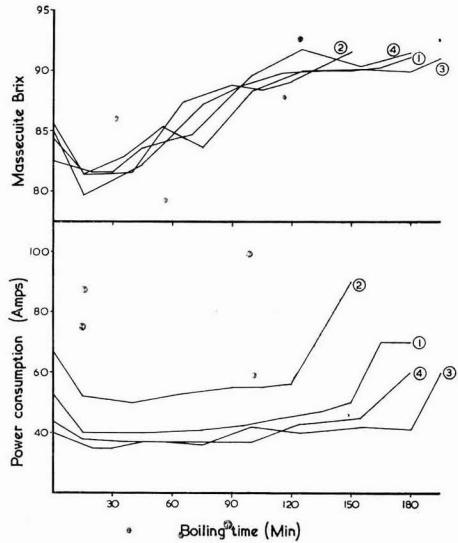 95
90
85
80
Massecuite Brix
② ④ ① ③
100
80
60
40
Power consumption (Amps)
②
①
④ ③
30 60 90 120 150 180
Boiling time (Min)